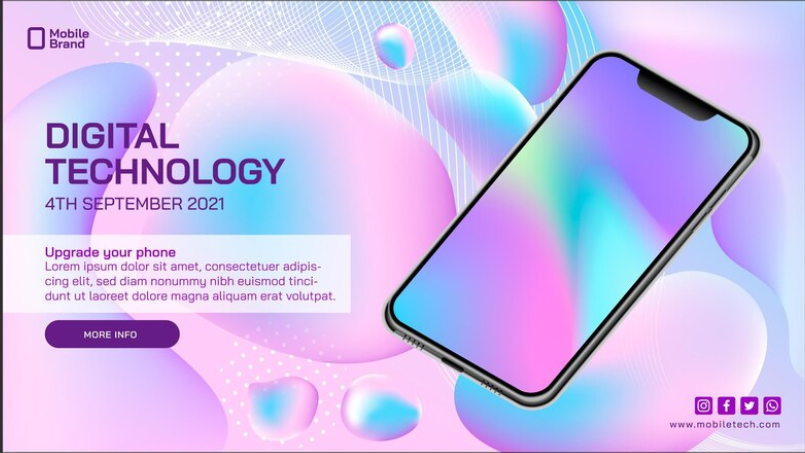 Mobile
Brand
DIGITAL
TECHNOLOGY
4TH SEPTEMBER 2021
Upgrade your phone
Lorem ipsum dolor sit amet, consectetuer adipis-
cing elit, sed diam nonummy nibh euismod tinci-
dunt ut laoreet dolore magna aliquam erat volutpat.
MORE INFO
www.mobiletech.com